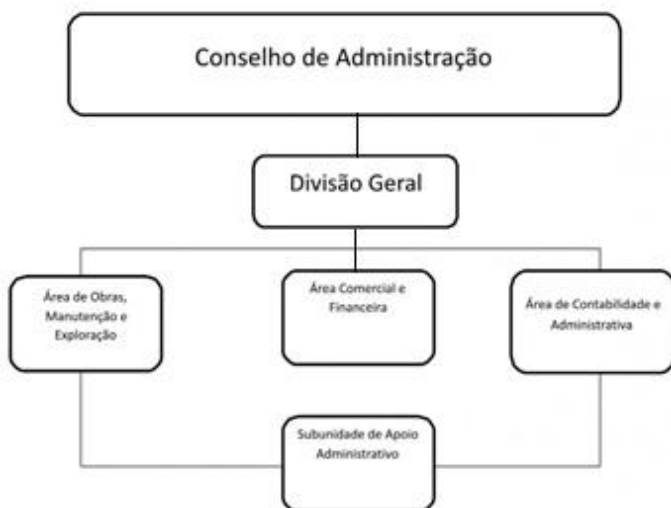 Conselho de Administração
Divisão Geral
Área de Obras,
Manutenção e
Exploração
Área Comercial e
Financeira
Área de Contabilidade e
Administrativa
Subunidade de Apoio
Administrativo